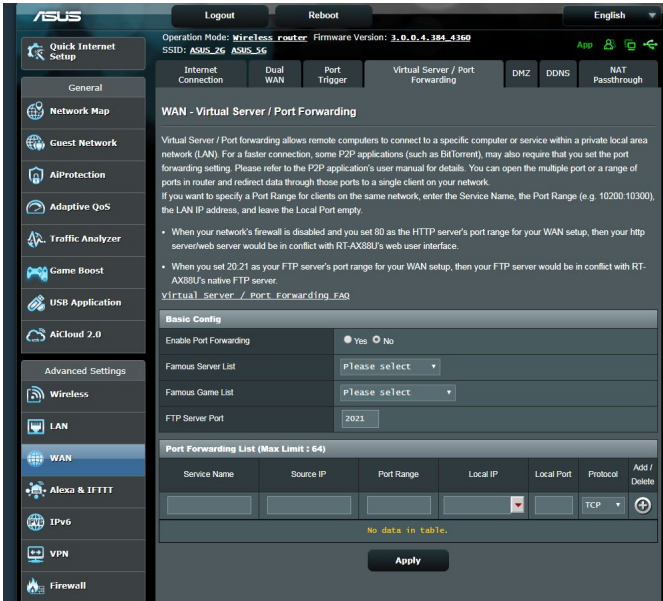 ASUS
Logout
Reboot
English
Quick Internet
Setup
Operation Mode: Wireless router Firmware Version: 3.0.0.4.384_4360
SSID: ASUS_2G ASUS_5G
App
General
Network Map
Guest Network
AiProtection
Adaptive QoS
Traffic Analyzer
Game Boost
USB Application
AiCloud 2.0
Advanced Settings
Wireless
LAN
WAN
Alexa & IFTTT
IPv6
VPN
Firewall
Internet
Connection
Dual
WAN
Port
Trigger
Virtual Server / Port
Forwarding
DMZ
DDNS
NAT
Passthrough
WAN - Virtual Server / Port Forwarding
Virtual Server / Port forwarding allows remote computers to connect to a specific computer or service within a private local area
network (LAN). For a faster connection, some P2P applications (such as BitTorrent), may also require that you set the port
forwarding setting. Please refer to the P2P application's user manual for details. You can open the multiple port or a range of
ports in router and redirect data through those ports to a single client on your network.
If you want to specify a Port Range for clients on the same network, enter the Service Name, the Port Range (e.g. 10200:10300),
the LAN IP address, and leave the Local Port empty.
• When your network's firewall is disabled and you set 80 as the HTTP server's port range for your WAN setup, then your http
server/web server would be in conflict with RT-AX88U's web user interface.
• When you set 20:21 as your FTP server's port range for your WAN setup, then your FTP server would be in conflict with RT-
AX88U's native FTP server.
Virtual Server / Port Forwarding FAQ
Basic Config
Enable Port Forwarding
Yes No
Famous Server List
Please select
Famous Game List
Please select
FTP Server Port
2021
Port Forwarding List (Max Limit : 64)
Service Name
Source IP
Port Range
Local IP
Local Port
Protocol
Add /
Delete
TCP
No data in table.
Apply